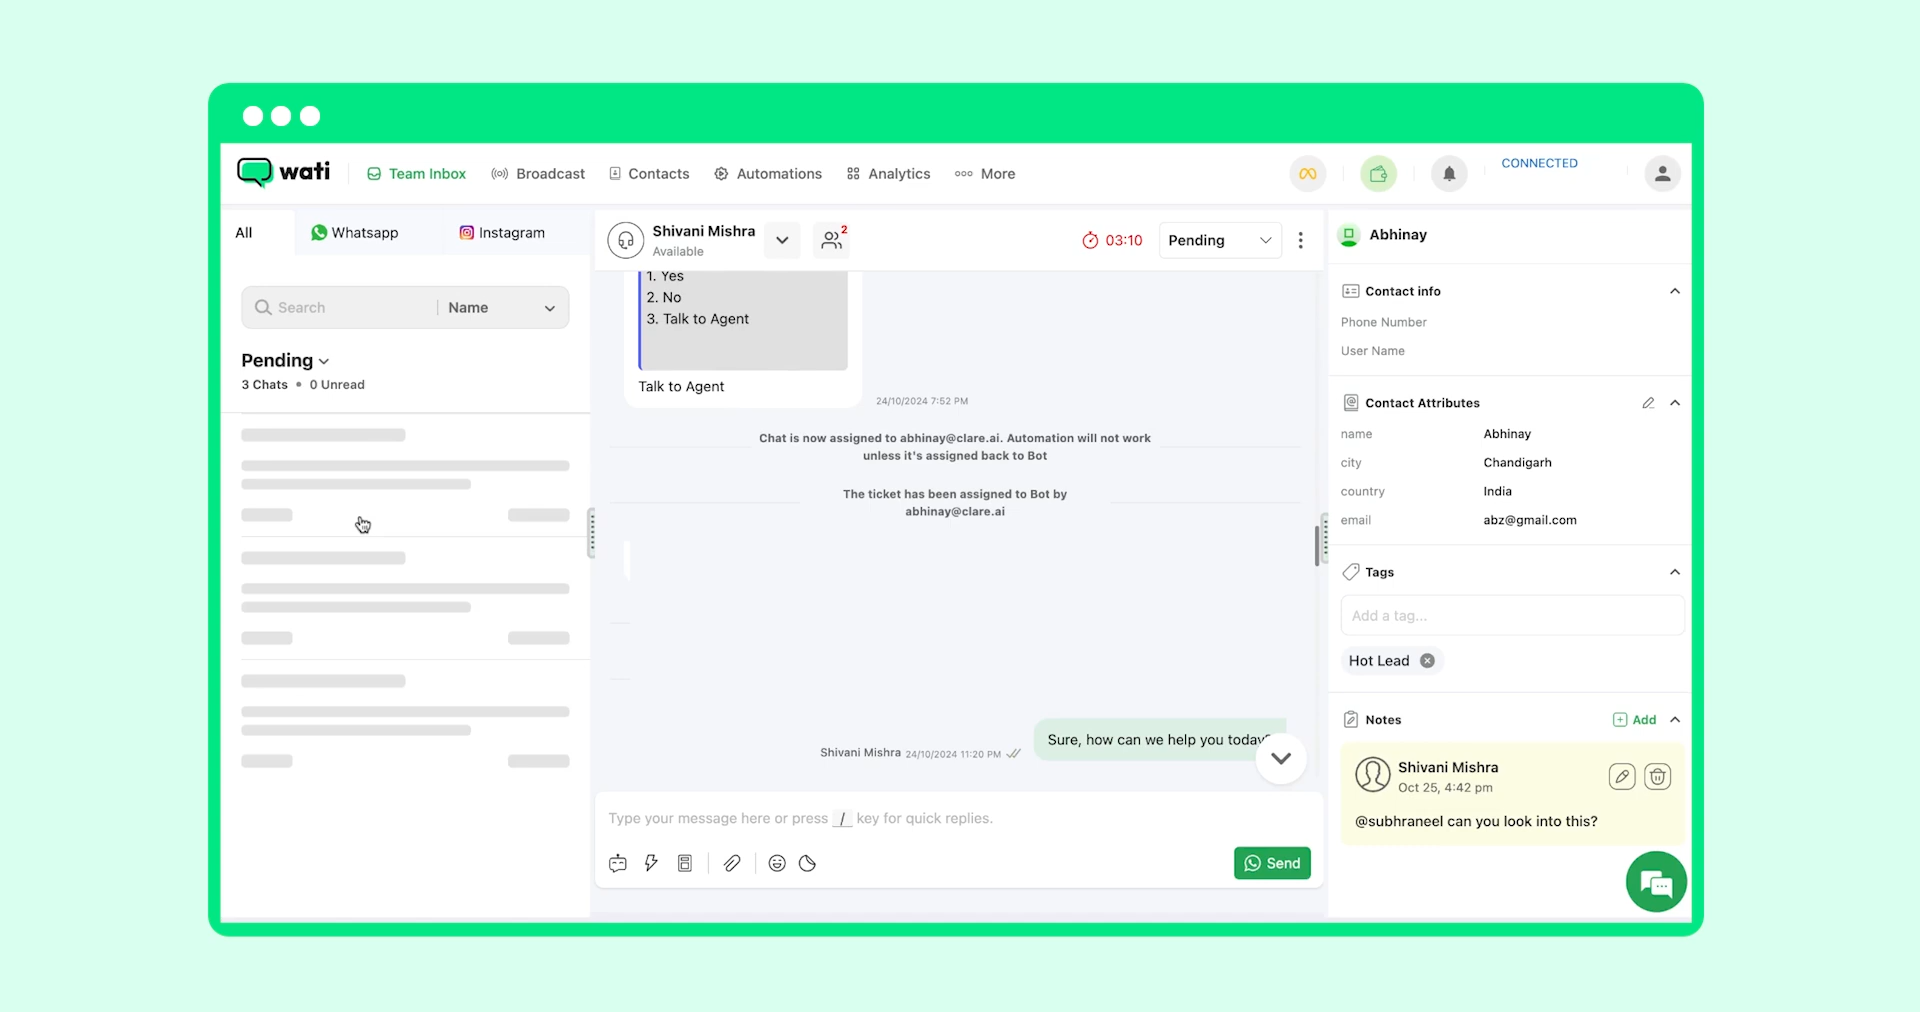 wati
Team Inbox
Broadcast
Contacts
Automations
Analytics
More
CONNECTED
All
Whatsapp
Instagram
Search
Name
Pending
3 Chats • 0 Unread
Shivani Mishra
Available
2
03:10
Pending
1. Yes
2. No
3. Talk to Agent
Talk to Agent
24/10/2024 7:52 PM
Chat is now assigned to abhinay@clare.ai. Automation will not work
unless it's assigned back to Bot
The ticket has been assigned to Bot by
abhinay@clare.ai
Sure, how can we help you today?
Shivani Mishra 24/10/2024 11:20 PM
Type your message here or press / key for quick replies.
Send
Abhinay
Contact info
Phone Number
User Name
Contact Attributes
name Abhinay
city Chandigarh
country India
email abz@gmail.com
Tags
Add a tag...
Hot Lead
Notes
Add
Shivani Mishra
Oct 25, 4:42 pm
@subhraneel can you look into this?